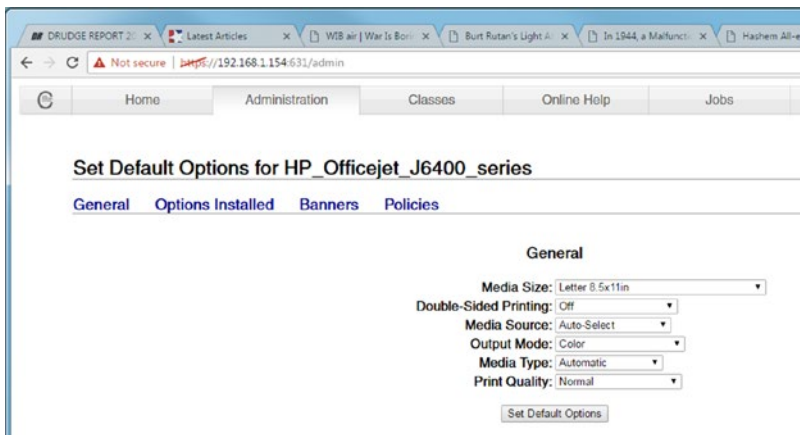 DRUDGE REPORT 20 Latest Articles WIB air | War Is Bori Burt Rutan's Light A In 1944, a Malfuncti Hashem All-e
Not secure | https://192.168.1.154:631/admin
Home Administration Classes Online Help Jobs
Set Default Options for HP_Officejet_J6400_series
General Options Installed Banners Policies
General
Media Size: Letter 8.5x11in
Double-Sided Printing: Off
Media Source: Auto-Select
Output Mode: Color
Media Type: Automatic
Print Quality: Normal
Set Default Options